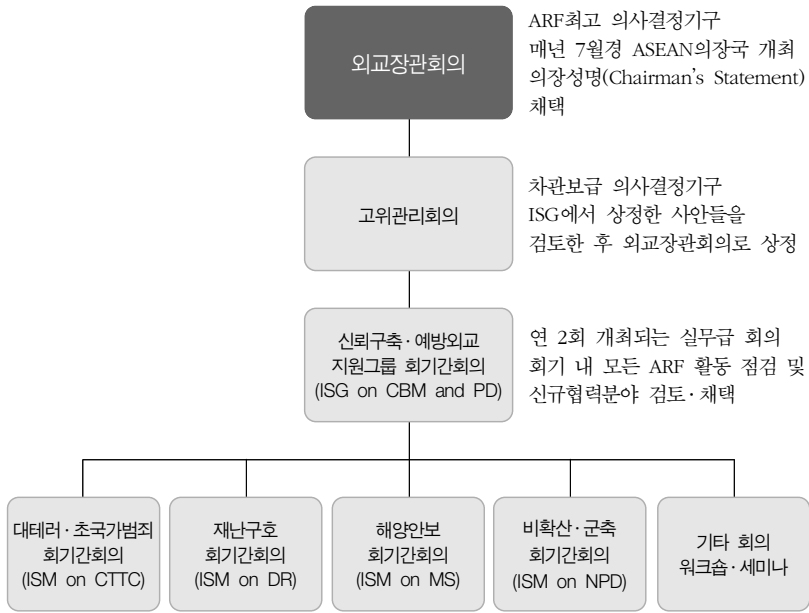 외교장관회의
ARF최고 의사결정기구
매년 7월경 ASEAN의장국 개최
의장성명(Chairman's Statement)
채택
고위관리회의
차관보급 의사결정기구
ISG에서 상정한 사안들을
검토한 후 외교장관회의로 상정
신뢰구축·예방외교
지원그룹 회기간회의
(ISG on CBM and PD)
연 2회 개최되는 실무급 회의
회기 내 모든 ARF 활동 점검 및
신규협력분야 검토·채택
대테러·초국가범죄
회기간회의
(ISM on CTTC)
재난구호
회기간회의
(ISM on DR)
해양안보
회기간회의
(ISM on MS)
비확산·군축
회기간회의
(ISM on NPD)
기타 회의
워크숍·세미나